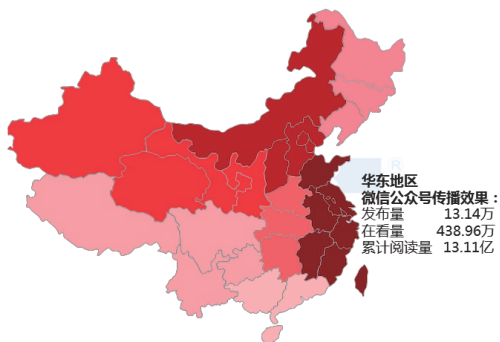 ®
华东地区
微信公众号传播效果：
发布量 13.14万
在看量 438.96万
累计阅读量 13.11亿